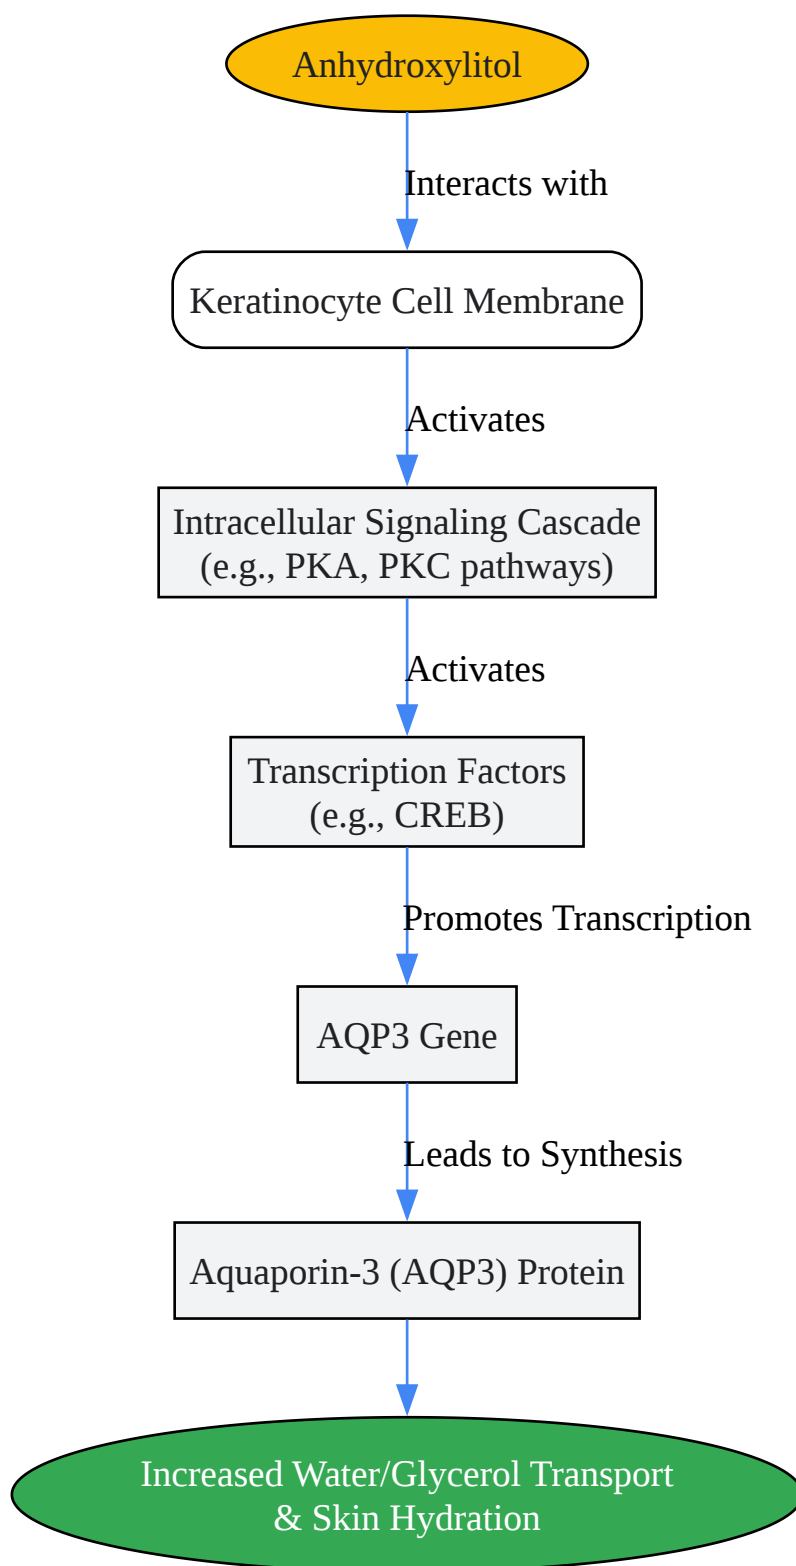 Anhydroxylitol
Interacts with
Keratinocyte Cell Membrane
Activates
Intracellular Signaling Cascade
(e.g., PKA, PKC pathways)
Activates
Transcription Factors
(e.g., CREB)
Promotes Transcription
AQP3 Gene
Leads to Synthesis
Aquaporin-3 (AQP3) Protein
Increased Water/Glycerol Transport
& Skin Hydration